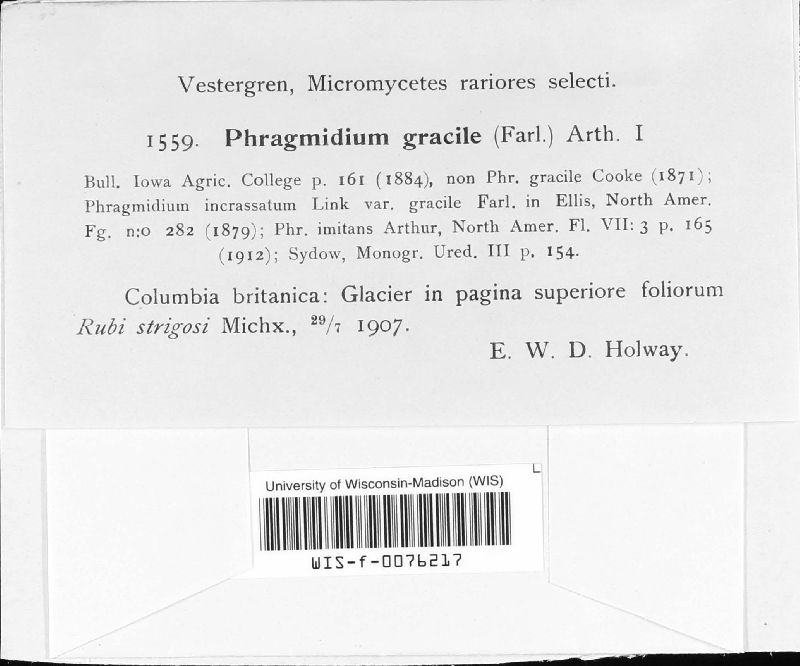 Vestergren, Micromycetes rariores selecti.
1559. Phragmidium gracile (Farl.) Arth. I
Bull. Iowa Agric. College p. 161 (1884), non Phr. gracile Cooke (1871);
Phragmidium incrassatum Link var. gracile Farl. in Ellis, North Amer.
Fg. n:o 282 (1879); Phr. imitans Arthur, North Amer. Fl. VII: 3 p. 165
(1912); Sydow, Monogr. Ured. III p. 154.
Columbia britanica: Glacier in pagina superiore foliorum
Rubi strigosi Michx., 29/7 1907.
E. W. D. Holway.
University of Wisconsin-Madison (WIS)
WIS-f-0076217